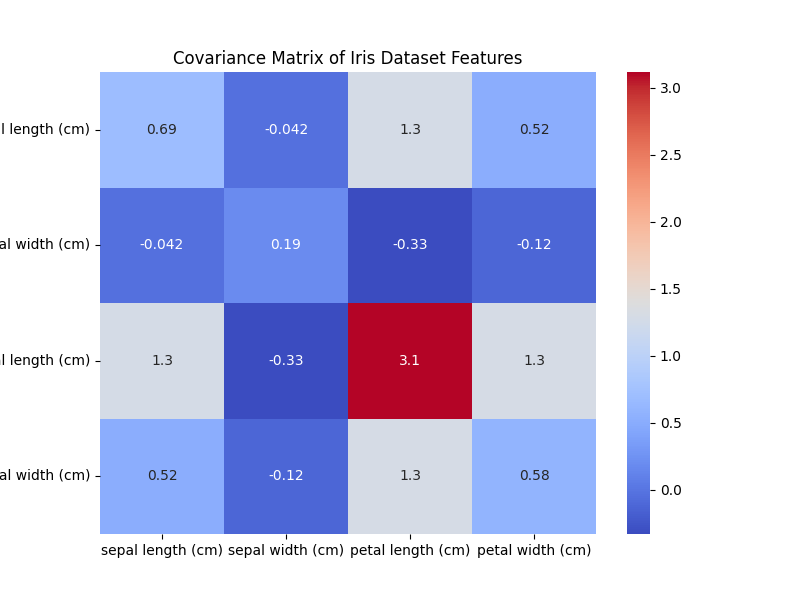 Covariance Matrix of Iris Dataset Features
l length (cm) 0.69 -0.042 1.3 0.52
al width (cm) -0.042 0.19 -0.33 -0.12
l length (cm) 1.3 -0.33 3.1 1.3
al width (cm) 0.52 -0.12 1.3 0.58
sepal length (cm) sepal width (cm) petal length (cm) petal width (cm)
3.0
2.5
2.0
1.5
1.0
0.5
0.0